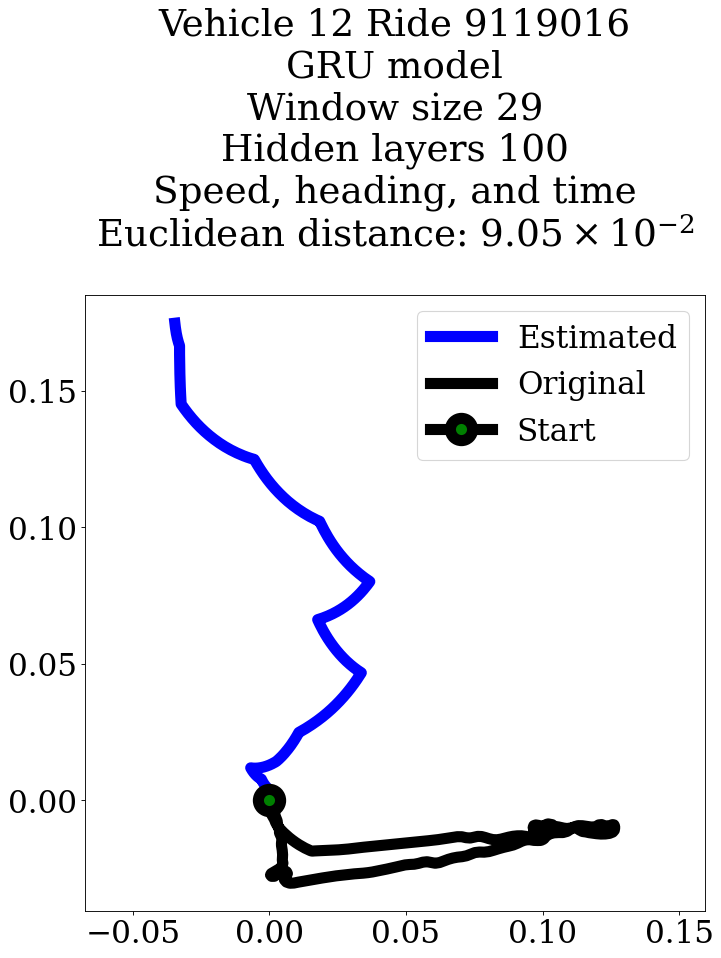 Vehicle 12 Ride 9119016
GRU model
Window size 29
Hidden layers 100
Speed, heading, and time
Euclidean distance: 9.05 × 10⁻²
Estimated
Original
Start
0.15
0.10
0.05
0.00
−0.05 0.00 0.05 0.10 0.15